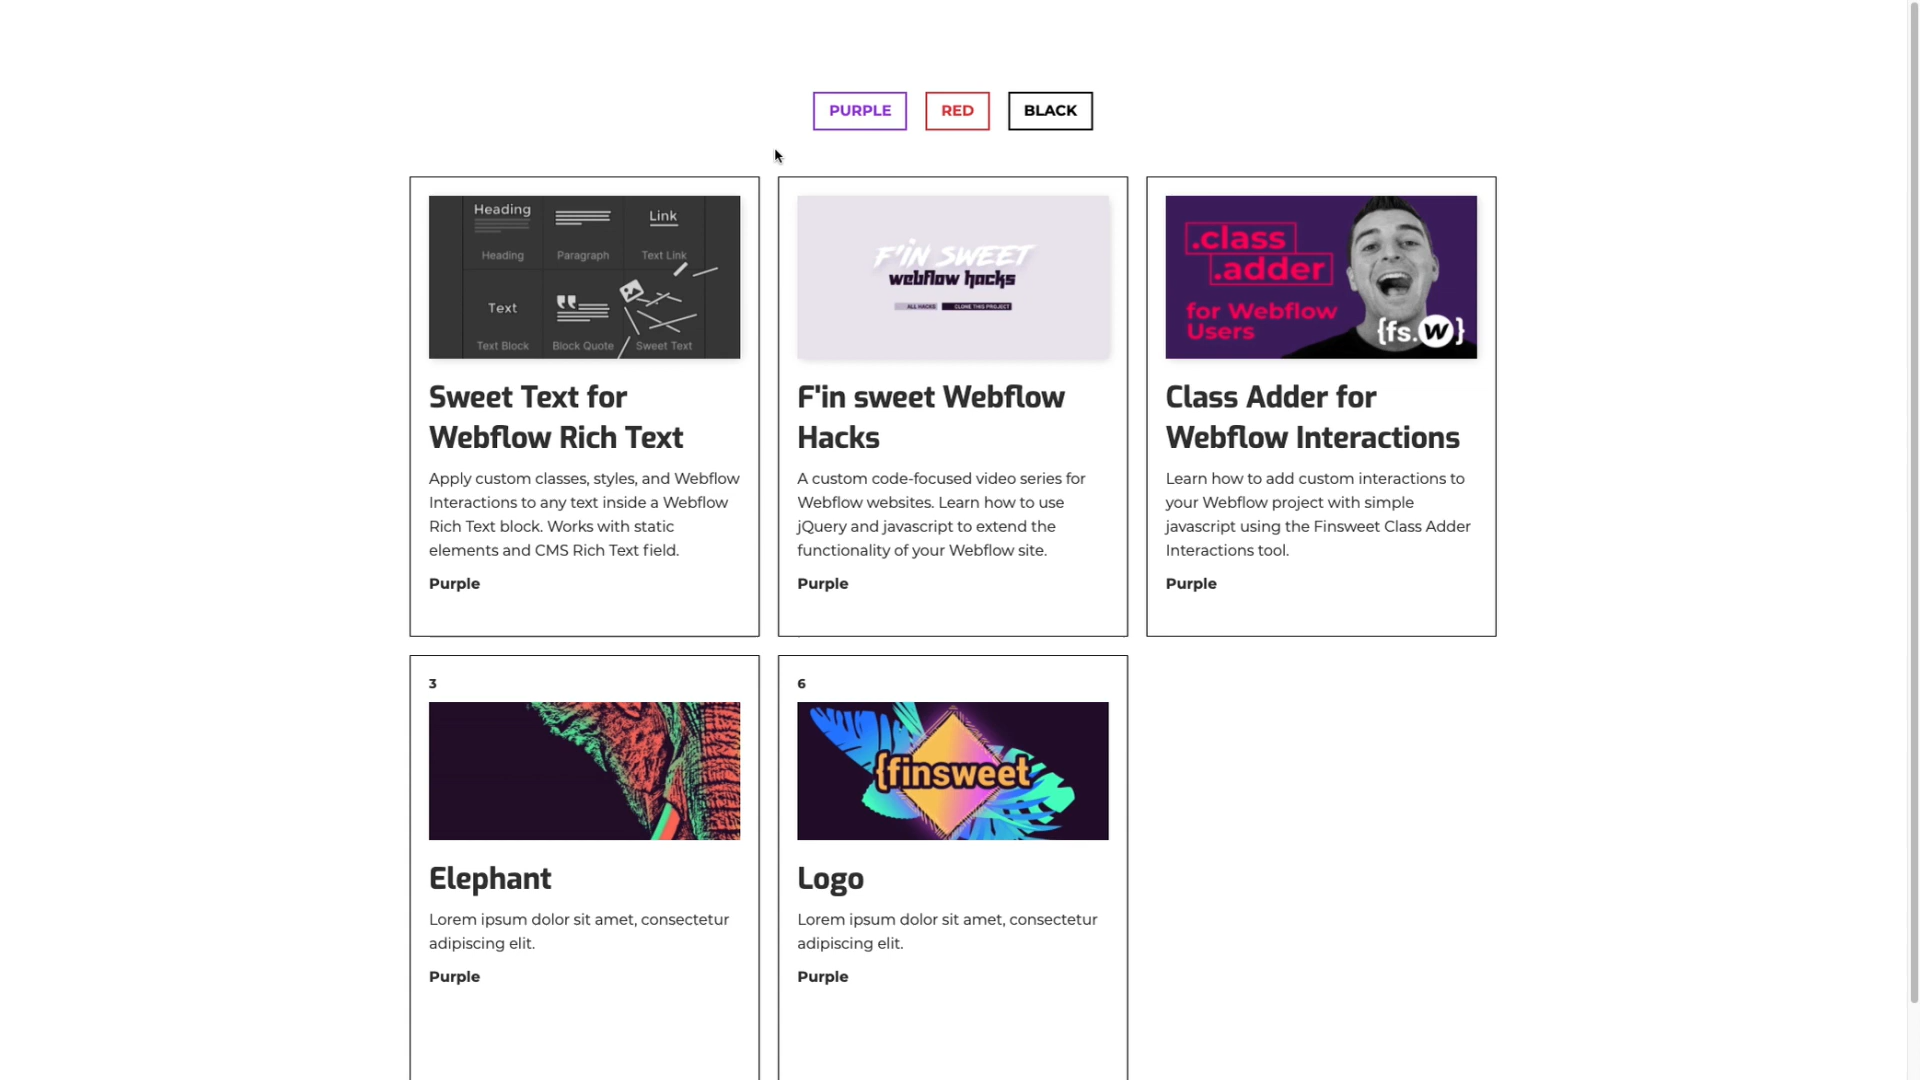 PURPLE
RED
BLACK
Heading
Link
Heading
Paragraph
Text Link
Text
Text Block
Block Quote
Sweet Text
Sweet Text for
Webflow Rich Text
Apply custom classes, styles, and Webflow
Interactions to any text inside a Webflow
Rich Text block. Works with static
elements and CMS Rich Text field.
Purple
F'IN SWEET
webflow hacks
ALL HACKS
CLONE THIS PROJECT
F'in sweet Webflow
Hacks
A custom code-focused video series for
Webflow websites. Learn how to use
jQuery and javascript to extend the
functionality of your Webflow site.
Purple
.class
.adder
for Webflow
Users
{fs.W}
Class Adder for
Webflow Interactions
Learn how to add custom interactions to
your Webflow project with simple
javascript using the Finsweet Class Adder
Interactions tool.
Purple
3
Elephant
Lorem ipsum dolor sit amet, consectetur
adipiscing elit.
Purple
6
{finsweet
Logo
Lorem ipsum dolor sit amet, consectetur
adipiscing elit.
Purple